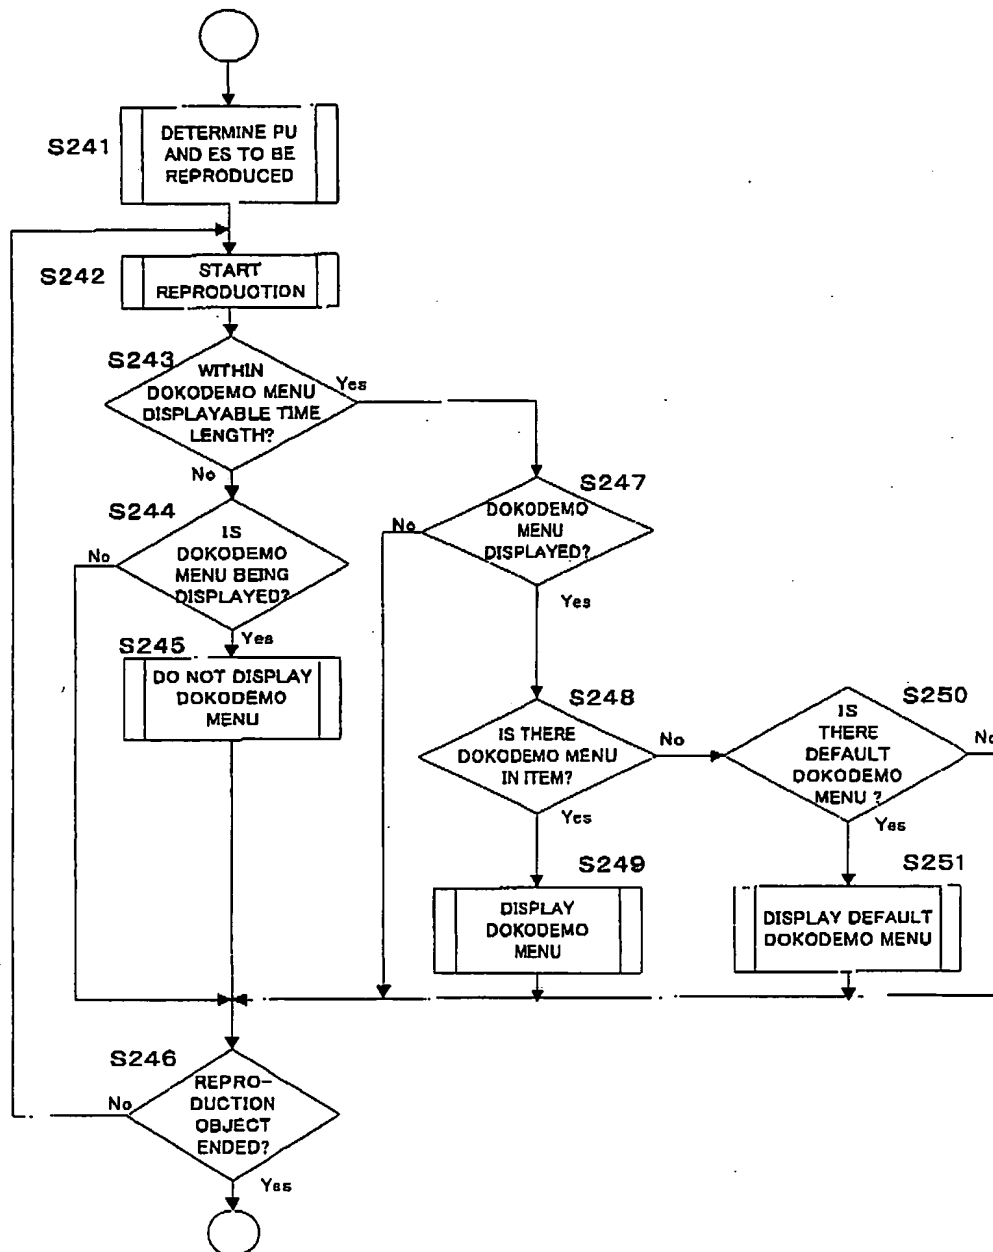 S241
DETERMINE PU
AND ES TO BE
REPRODUCED
S242
START
REPRODUCTION
S243
WITHIN
DOKODEMO MENU
DISPLAYABLE TIME
LENGTH?
Yes
No
S244
IS
DOKODEMO
MENU BEING
DISPLAYED?
No
Yes
S245
DO NOT DISPLAY
DOKODEMO
MENU
S247
DOKODEMO
MENU
DISPLAYED?
No
Yes
S248
IS THERE
DOKODEMO MENU
IN ITEM?
No
Yes
S249
DISPLAY
DOKODEMO
MENU
S250
IS
THERE
DEFAULT
DOKODEMO
MENU ?
No
Yes
S251
DISPLAY DEFAULT
DOKODEMO MENU
S246
REPRO-
DUCTION
OBJECT
ENDED?
No
Yes